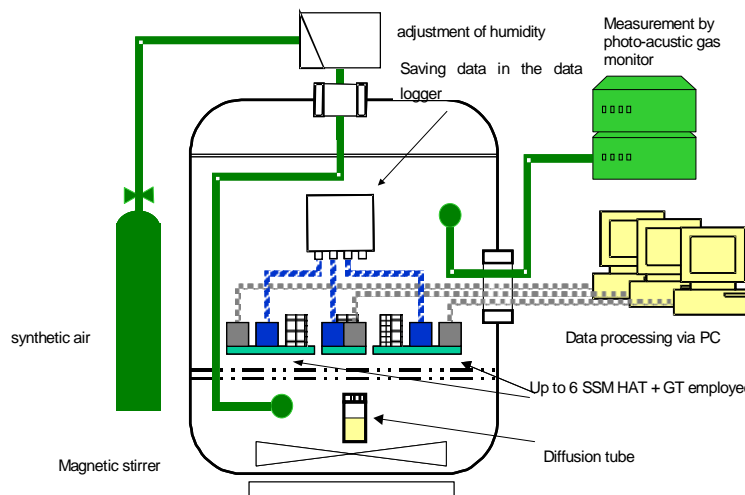 Measurement by
photo-acustic gas
monitor
adjustment of humidity
Saving data in the data
logger
synthetic air
Data processing via PC
Up to 6 SSM HAT + GT employed
Diffusion tube
Magnetic stirrer